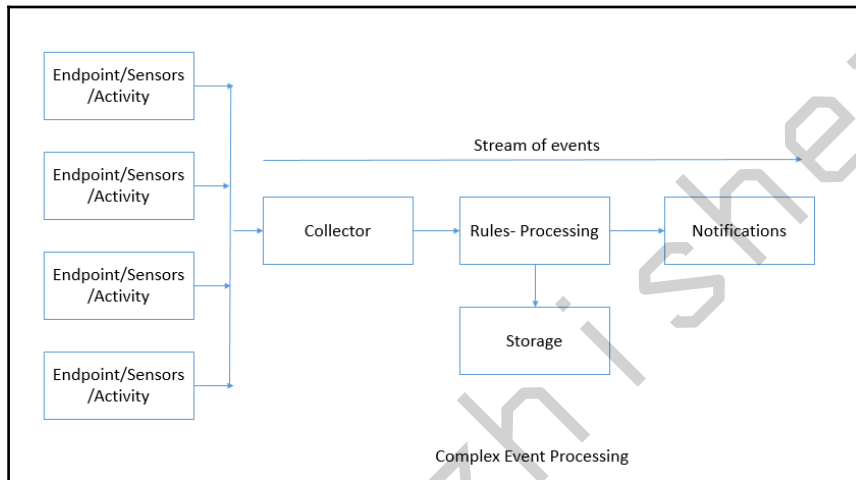 Endpoint/Sensors
/Activity
Endpoint/Sensors
/Activity
Endpoint/Sensors
/Activity
Endpoint/Sensors
/Activity
Stream of events
Collector
Rules- Processing
Notifications
Storage
Complex Event Processing